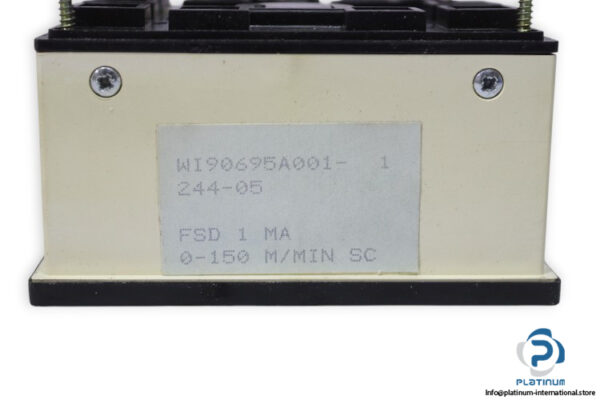 WI90695A001- 1
244-05
FSD 1 MA
0-150 M/MIN SC
PLATINUM
Info@platinum-international.store